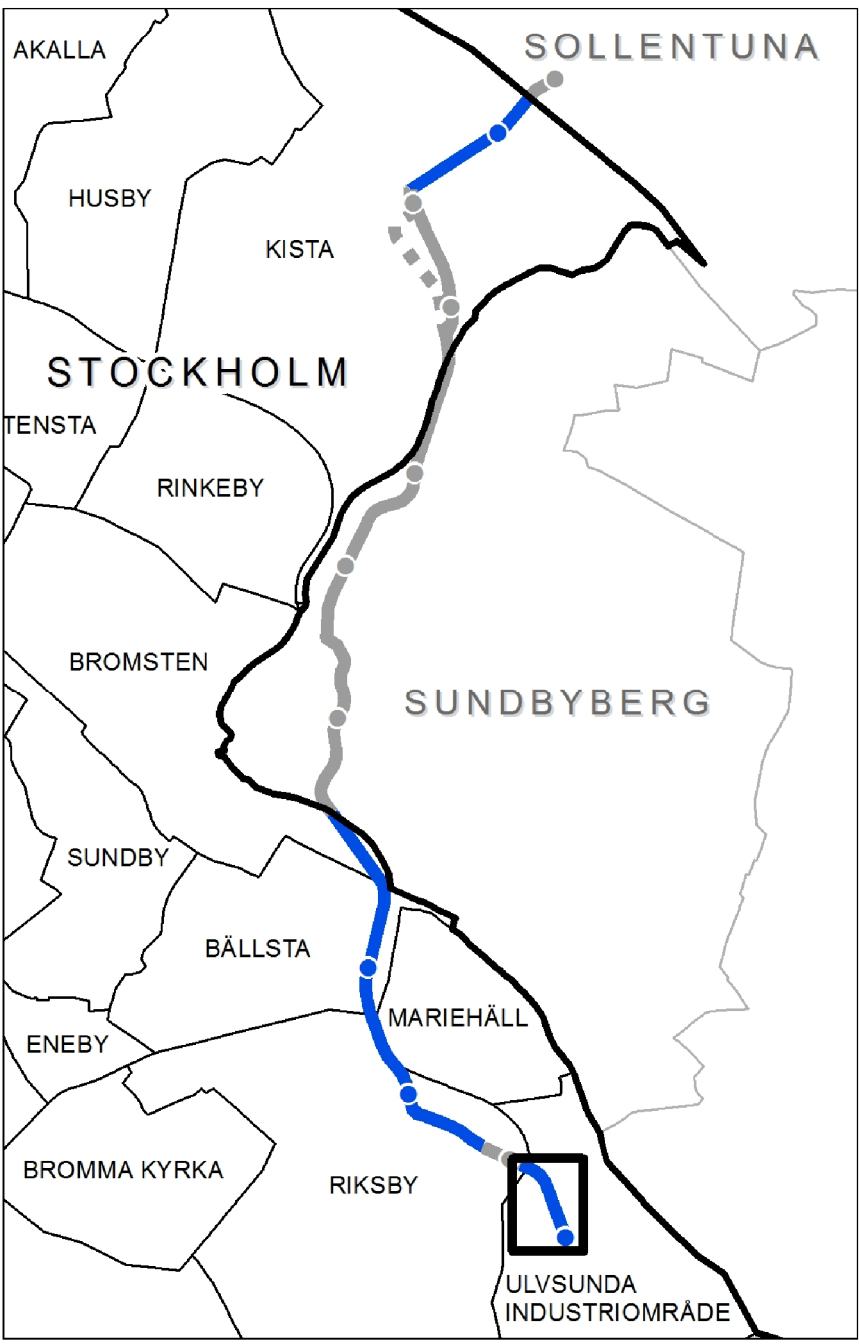 SOLLENTUNA
AKALLA
HUSBY
KISTA
STOCKHOLM
TENSTA
RINKEBY
BROMSTEN
SUNDBYBERG
SUNDBY
BÄLLSTA
MARIEHÄLL
ENEBY
BROMMA KYRKA
RIKSBY
ULVSUNDA
INDUSTRIOMRÅDE